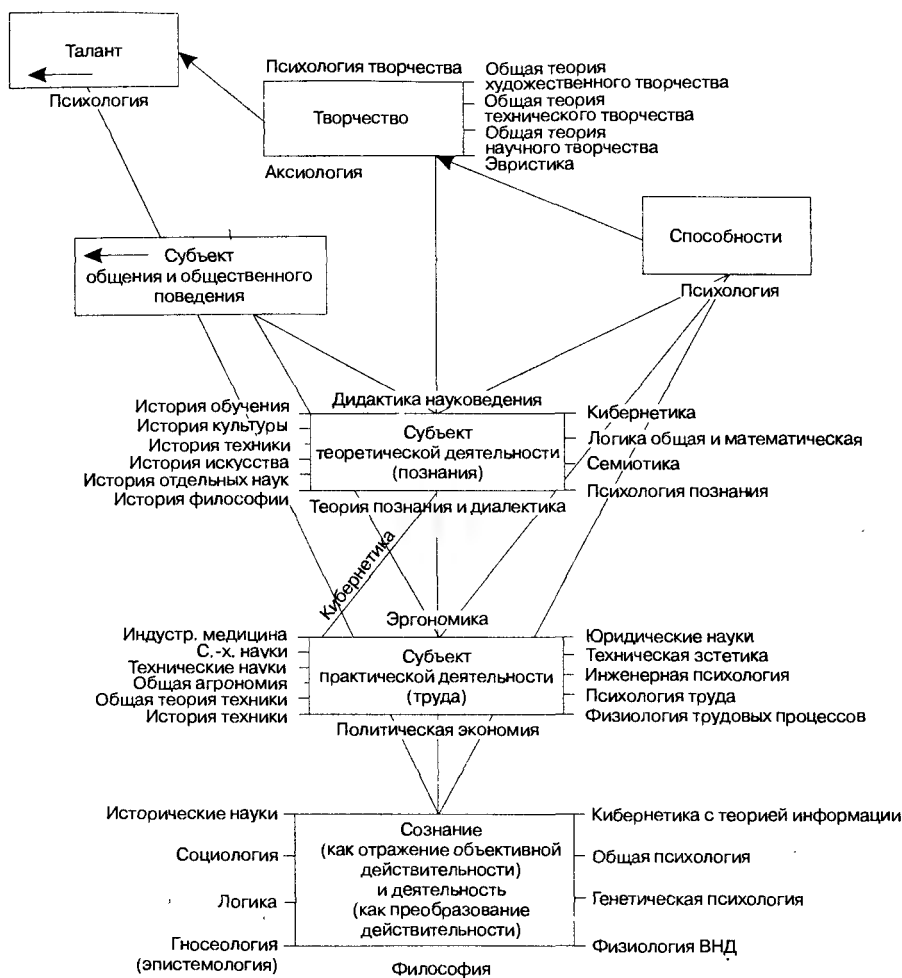 Талант
Психология
Психология творчества
Творчество
Аксиология
Общая теория
художественного творчества
Общая теория
технического творчества
Общая теория
научного творчества
Эвристика
Способности
Психология
Субъект
общения и общественного
поведения
Дидактика науковедения
История обучения
История культуры
История техники
История искусства
История отдельных наук
История философии
Субъект
теоретической деятельности
(познания)
Кибернетика
Логика общая и математическая
Семиотика
Психология познания
Теория познания и диалектика
Кибернетика
Эргономика
Индустр. медицина
С.-х. науки
Технические науки
Общая агрономия
Общая теория техники
История техники
Субъект
практической деятельности
(труда)
Юридические науки
Техническая эстетика
Инженерная психология
Психология труда
Физиология трудовых процессов
Политическая экономия
Исторические науки
Социология
Логика
Гносеология
(эпистемология)
Сознание
(как отражение объективной
действительности)
и деятельность
(как преобразование
действительности)
Кибернетика с теорией информации
Общая психология
Генетическая психология
Физиология ВНД
Философия